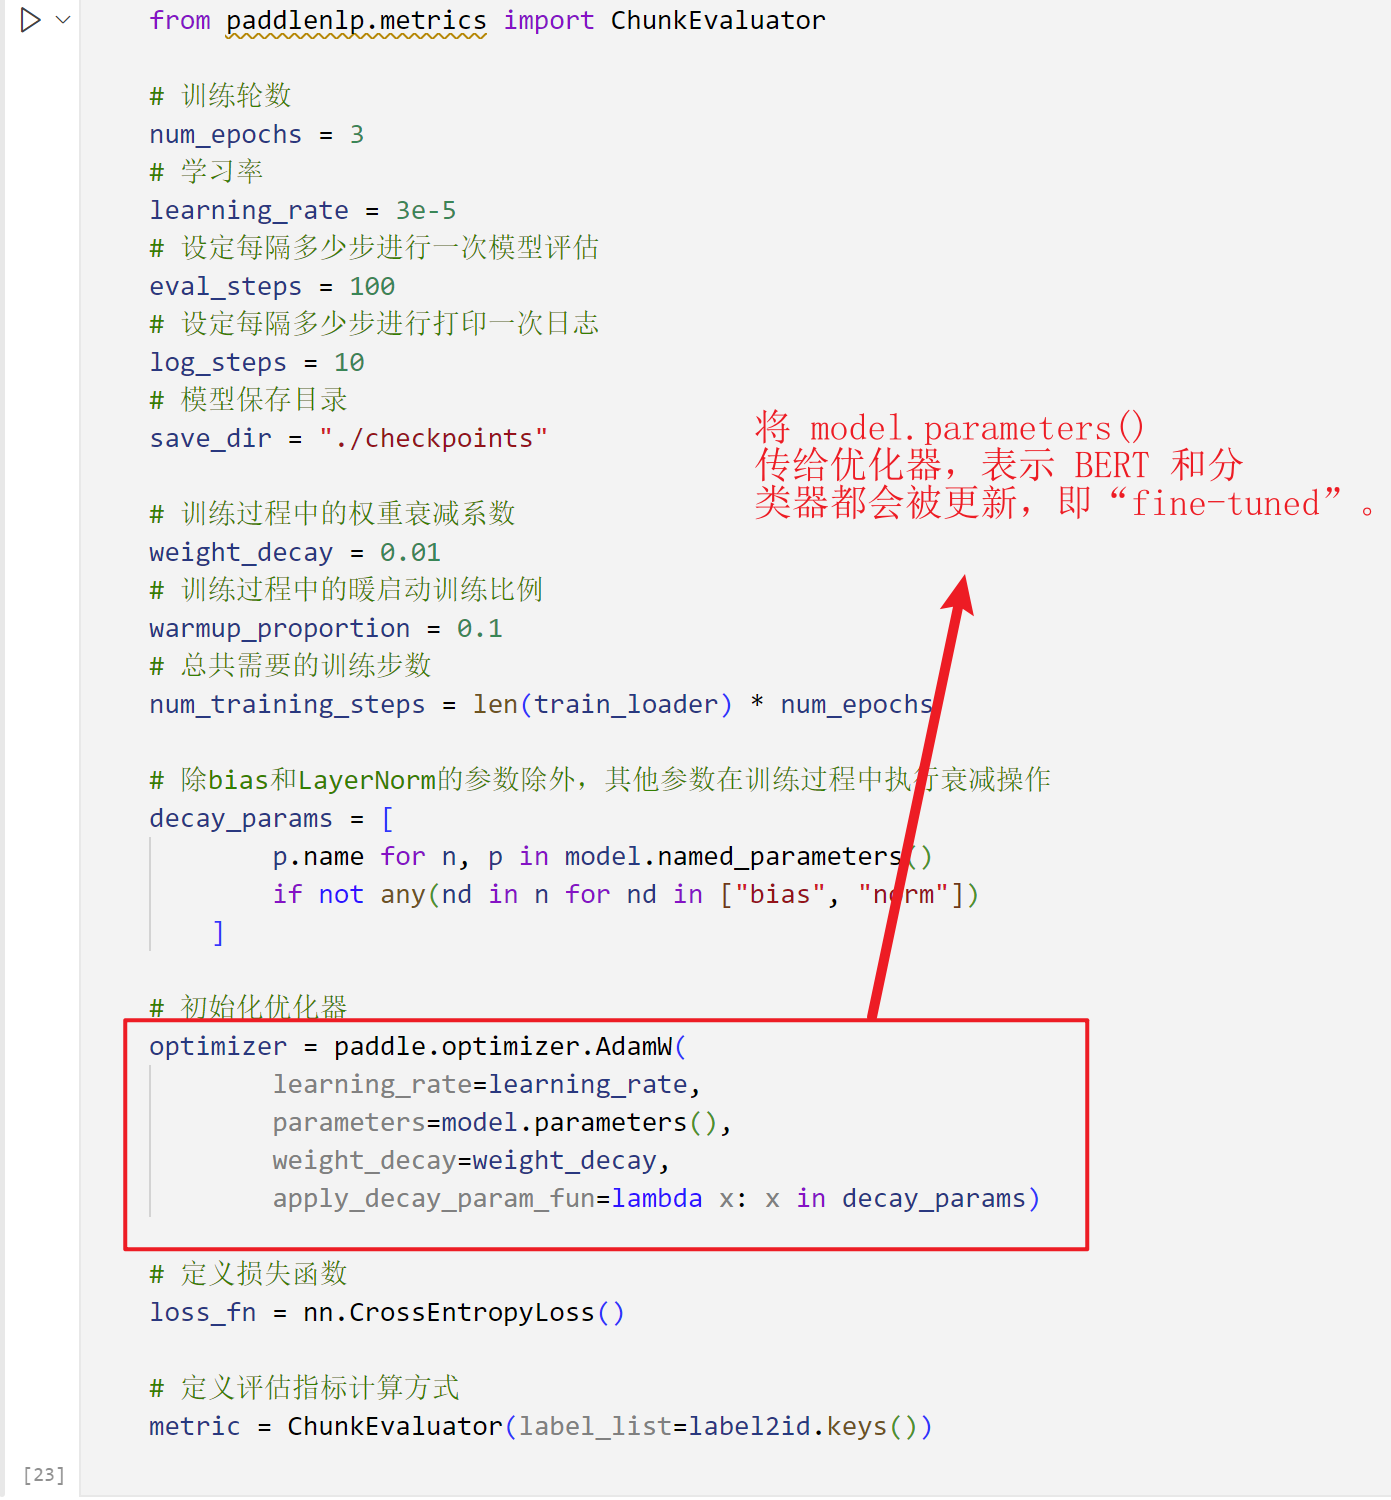 from paddlenlp.metrics import ChunkEvaluator
# 训练轮数
num_epochs = 3
# 学习率
learning_rate = 3e-5
# 设定每隔多少步进行一次模型评估
eval_steps = 100
# 设定每隔多少步进行打印一次日志
log_steps = 10
# 模型保存目录
save_dir = "./checkpoints"
将 model.parameters()
传给优化器，表示 BERT 和分
类器都会被更新，即“fine-tuned”。
# 训练过程中的权重衰减系数
weight_decay = 0.01
# 训练过程中的暖启动训练比例
warmup_proportion = 0.1
# 总共需要的训练步数
num_training_steps = len(train_loader) * num_epochs
# 除bias和LayerNorm的参数除外，其他参数在训练过程中执行衰减操作
decay_params = [
p.name for n, p in model.named_parameters()
if not any(nd in n for nd in ["bias", "norm"])
]
# 初始化优化器
optimizer = paddle.optimizer.AdamW(
learning_rate=learning_rate,
parameters=model.parameters(),
weight_decay=weight_decay,
apply_decay_param_fun=lambda x: x in decay_params)
# 定义损失函数
loss_fn = nn.CrossEntropyLoss()
# 定义评估指标计算方式
metric = ChunkEvaluator(label_list=label2id.keys())
[23]